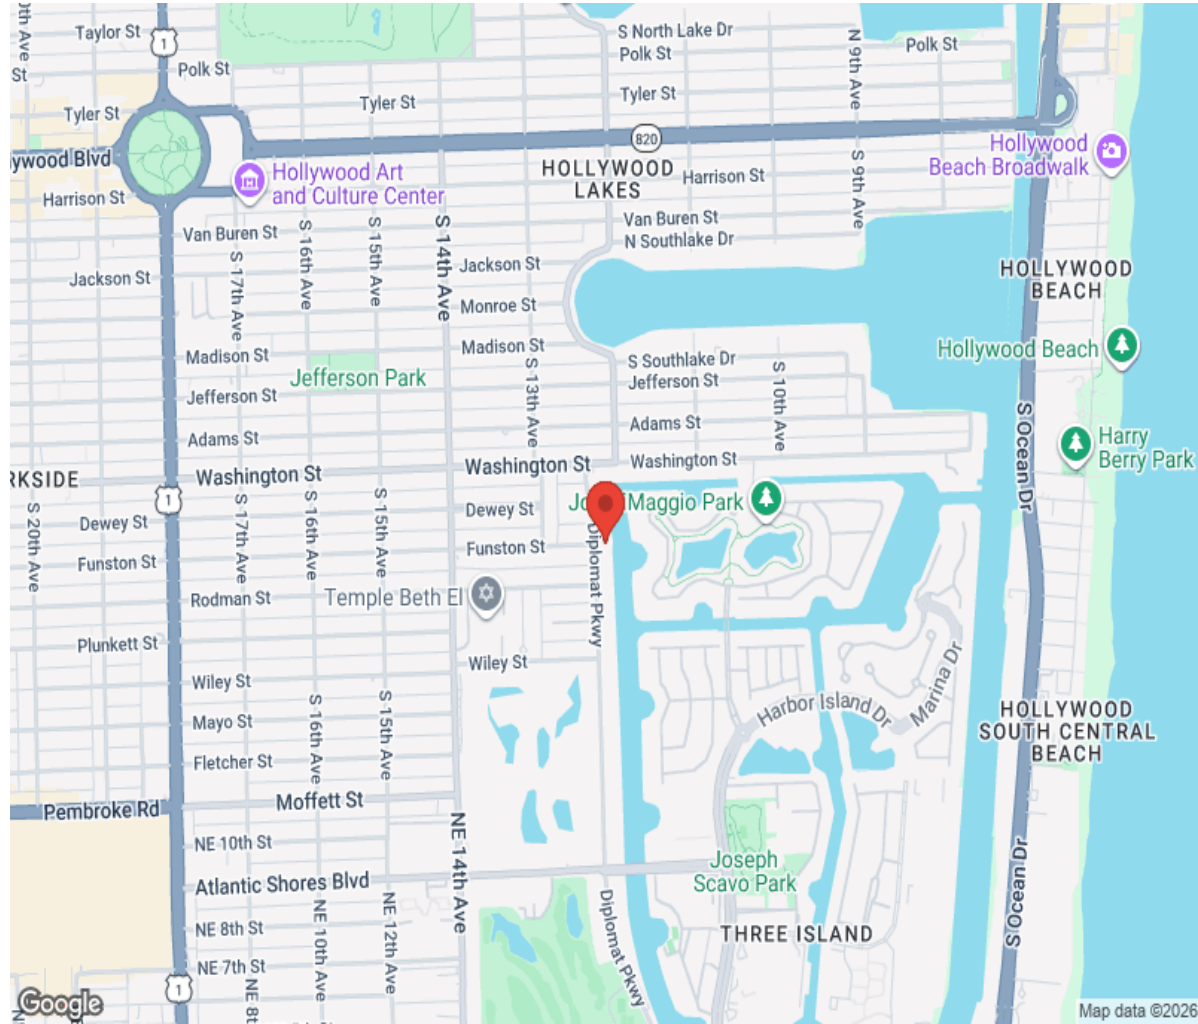 0th Ave
St
Taylor St
1
Polk St
Tyler St
Tyler St
S North Lake Dr
Polk St
Tyler St
N 9th Ave
Polk St
ywood Blvd
Harrison St
Hollywood Art
and Culture Center
820
HOLLYWOOD
LAKES
Harrison St
S 9th Ave
Hollywood
Beach Broadwalk
Van Buren St
Jackson St
S 17th Ave
S 16th Ave
S 15th Ave
S 14th Ave
Van Buren St
N Southlake Dr
Jackson St
Monroe St
Madison St
HOLLYWOOD
BEACH
Madison St
Jefferson Park
Jefferson St
Adams St
Washington St
S 13th Ave
Washington St
S Southlake Dr
Jefferson St
Adams St
Washington St
S 10th Ave
Hollywood Beach
S Ocean Dr
Harry
Berry Park
RKSIDE
1
S 20th Ave
Dewey St
Funston St
S 17th Ave
S 16th Ave
S 15th Ave
Dewey St
Funston St
Diplomat Pkwy
Maggio Park
Rodman St
Temple Beth El
Plunkett St
Wiley St
Wiley St
Mayo St
Fletcher St
S 16th Ave
S 15th Ave
Harbor Island Dr
Marina Dr
HOLLYWOOD
SOUTH CENTRAL
BEACH
Pembroke Rd
Moffett St
NE 10th St
Atlantic Shores Blvd
NE 14th Ave
Joseph
Scavo Park
S Ocean Dr
NE 8th St
NE 7th St
NE 10th Ave
NE 12th Ave
NE 8t
1
Diplomat Pkwy
THREE ISLAND
Google
Map data ©2026